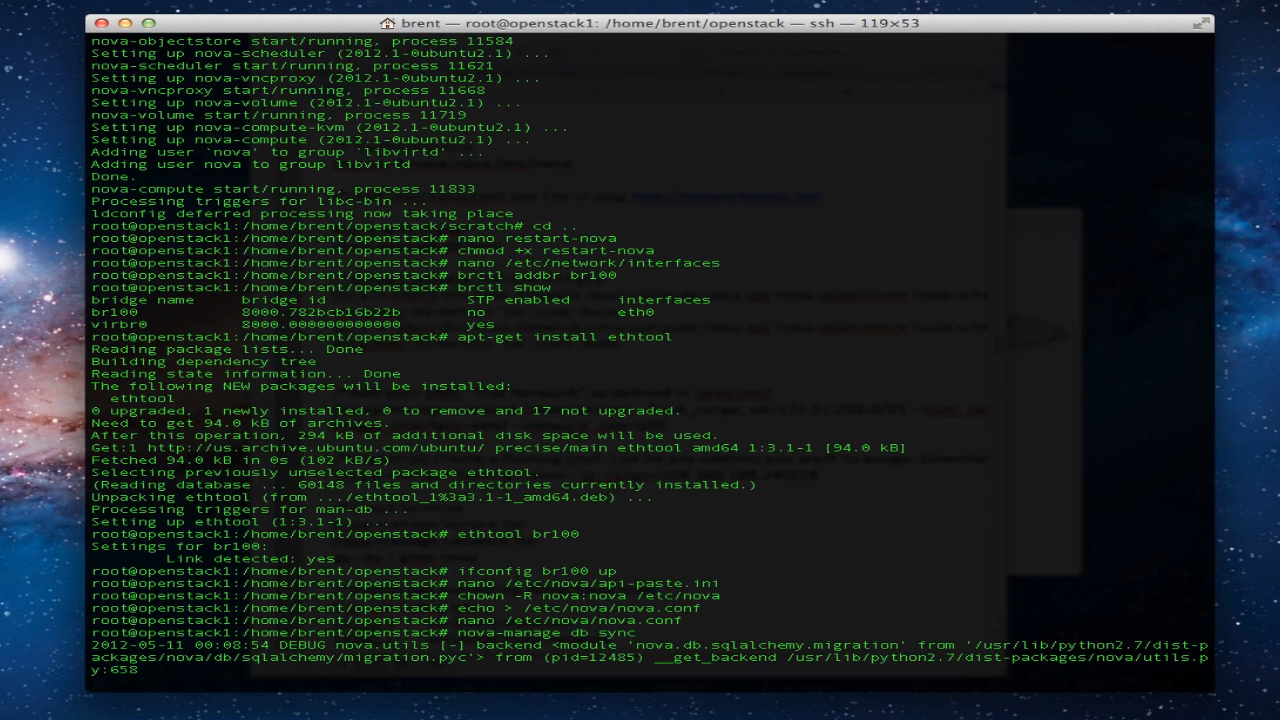 brent — root@openstack1: /home/brent/openstack — ssh — 119×53
nova-objectstore start/running, process 11584
Setting up nova-scheduler (2012.1-0ubuntu2.1) ...
nova-scheduler start/running, process 11621
Setting up nova-vncproxy (2012.1-0ubuntu2.1) ...
nova-vncproxy start/running, process 11668
Setting up nova-volume (2012.1-0ubuntu2.1) ...
nova-volume start/running, process 11719
Setting up nova-compute-kvm (2012.1-0ubuntu2.1) ...
Setting up nova-compute (2012.1-0ubuntu2.1) ...
Adding user `nova' to group `libvirtd' ...
Adding user nova to group libvirtd
Done.
nova-compute start/running, process 11833
Processing triggers for libc-bin ...
ldconfig deferred processing now taking place
root@openstack1:/home/brent/openstack/scratch# cd ..
root@openstack1:/home/brent/openstack# nano restart-nova
root@openstack1:/home/brent/openstack# chmod +x restart-nova
root@openstack1:/home/brent/openstack# nano /etc/network/interfaces
root@openstack1:/home/brent/openstack# brctl addbr br100
root@openstack1:/home/brent/openstack# brctl show
bridge name     bridge id               STP enabled     interfaces
br100           8000.782bcb16b22b       no              eth0
virbr0          8000.000000000000       yes
root@openstack1:/home/brent/openstack# apt-get install ethtool
Reading package lists... Done
Building dependency tree
Reading state information... Done
The following NEW packages will be installed:
  ethtool
0 upgraded, 1 newly installed, 0 to remove and 17 not upgraded.
Need to get 94.0 kB of archives.
After this operation, 294 kB of additional disk space will be used.
Get:1 http://us.archive.ubuntu.com/ubuntu/ precise/main ethtool amd64 1:3.1-1 [94.0 kB]
Fetched 94.0 kB in 0s (102 kB/s)
Selecting previously unselected package ethtool.
(Reading database ... 60148 files and directories currently installed.)
Unpacking ethtool (from .../ethtool_1%3a3.1-1_amd64.deb) ...
Processing triggers for man-db ...
Setting up ethtool (1:3.1-1) ...
root@openstack1:/home/brent/openstack# ethtool br100
Settings for br100:
        Link detected: yes
root@openstack1:/home/brent/openstack# ifconfig br100 up
root@openstack1:/home/brent/openstack# nano /etc/nova/api-paste.ini
root@openstack1:/home/brent/openstack# chown -R nova:nova /etc/nova
root@openstack1:/home/brent/openstack# echo > /etc/nova/nova.conf
root@openstack1:/home/brent/openstack# nano /etc/nova/nova.conf
root@openstack1:/home/brent/openstack# nova-manage db sync
2012-05-11 00:08:54 DEBUG nova.utils [-] backend <module 'nova.db.sqlalchemy.migration' from '/usr/lib/python2.7/dist-p
ackages/nova/db/sqlalchemy/migration.pyc'> from (pid=12485) __get_backend /usr/lib/python2.7/dist-packages/nova/utils.p
y:658